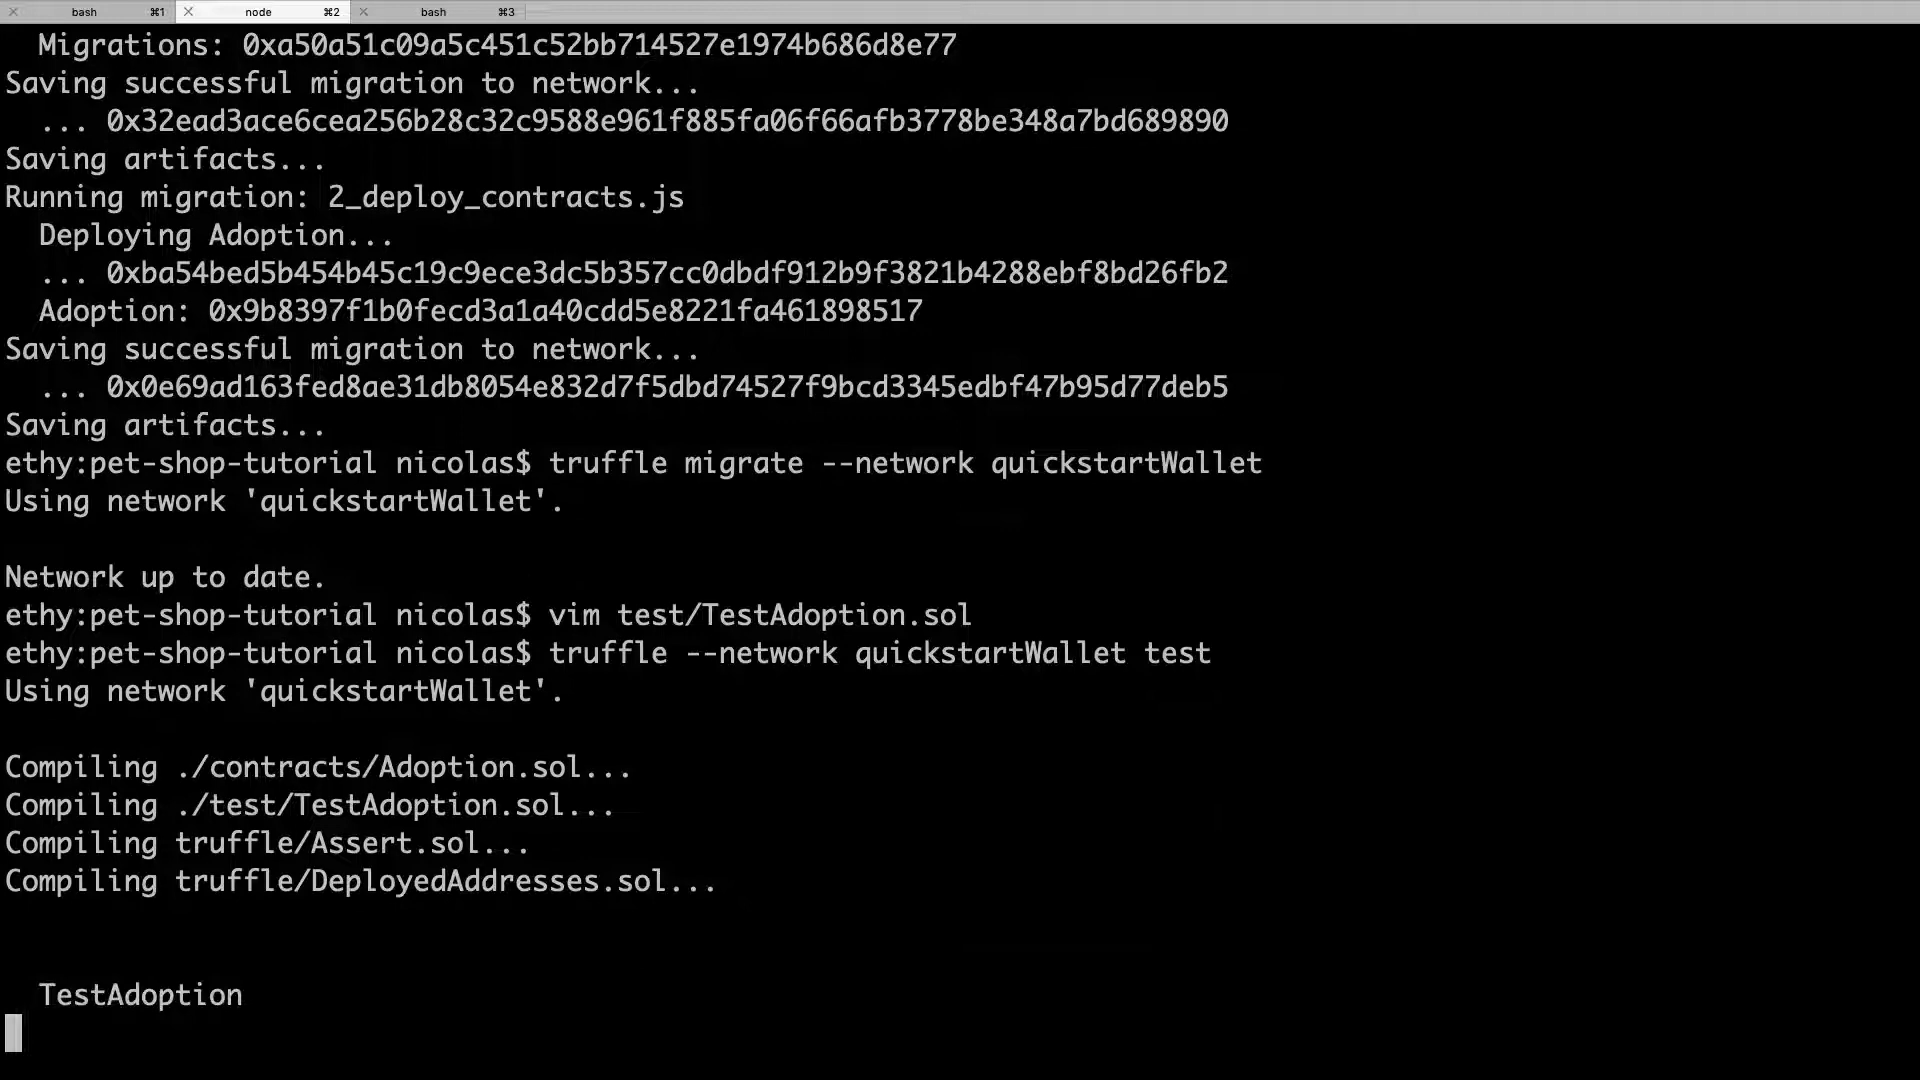 bash ⌘1 node ⌘2 bash ⌘3
Migrations: 0xa50a51c09a5c451c52bb714527e1974b686d8e77
Saving successful migration to network...
... 0x32ead3ace6cea256b28c32c9588e961f885fa06f66afb3778be348a7bd689890
Saving artifacts...
Running migration: 2_deploy_contracts.js
Deploying Adoption...
... 0xba54bed5b454b45c19c9ece3dc5b357cc0dbdf912b9f3821b4288ebf8bd26fb2
Adoption: 0x9b8397f1b0fecd3a1a40cdd5e8221fa461898517
Saving successful migration to network...
... 0x0e69ad163fed8ae31db8054e832d7f5dbd74527f9bcd3345edbf47b95d77deb5
Saving artifacts...
ethy:pet-shop-tutorial nicolas$ truffle migrate --network quickstartWallet
Using network 'quickstartWallet'.
Network up to date.
ethy:pet-shop-tutorial nicolas$ vim test/TestAdoption.sol
ethy:pet-shop-tutorial nicolas$ truffle --network quickstartWallet test
Using network 'quickstartWallet'.
Compiling ./contracts/Adoption.sol...
Compiling ./test/TestAdoption.sol...
Compiling truffle/Assert.sol...
Compiling truffle/DeployedAddresses.sol...
TestAdoption